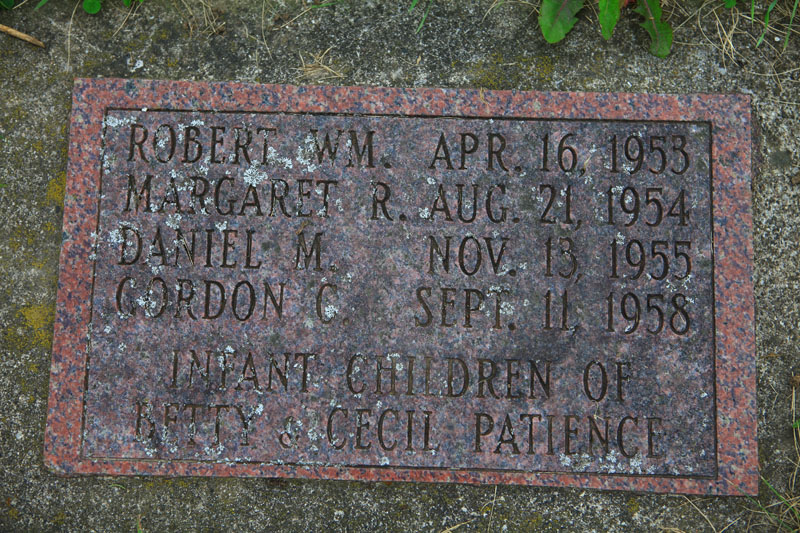 ROBERT WM. APR. 16, 1953
MARGARET R. AUG. 21, 1954
DANIEL M. NOV. 13, 1955
GORDON C. SEPT. 11, 1958
INFANT CHILDREN OF
BETTY & CECIL PATIENCE